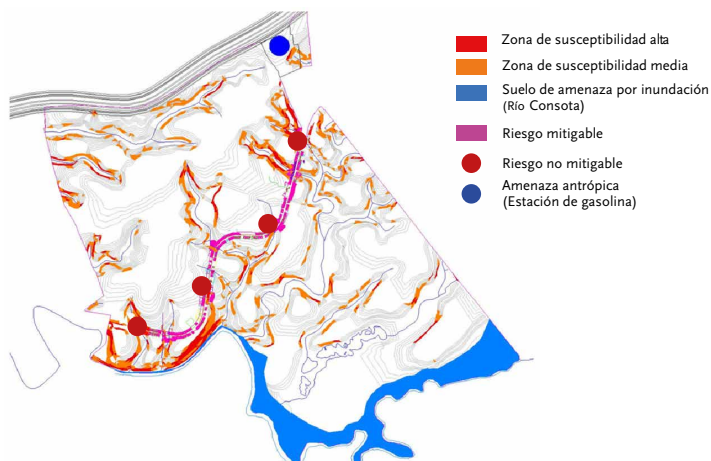 Zona de susceptibilidad alta
Zona de susceptibilidad media
Suelo de amenaza por inundación
(Río Consota)
Riesgo mitigable
Riesgo no mitigable
Amenaza antrópica
(Estación de gasolina)